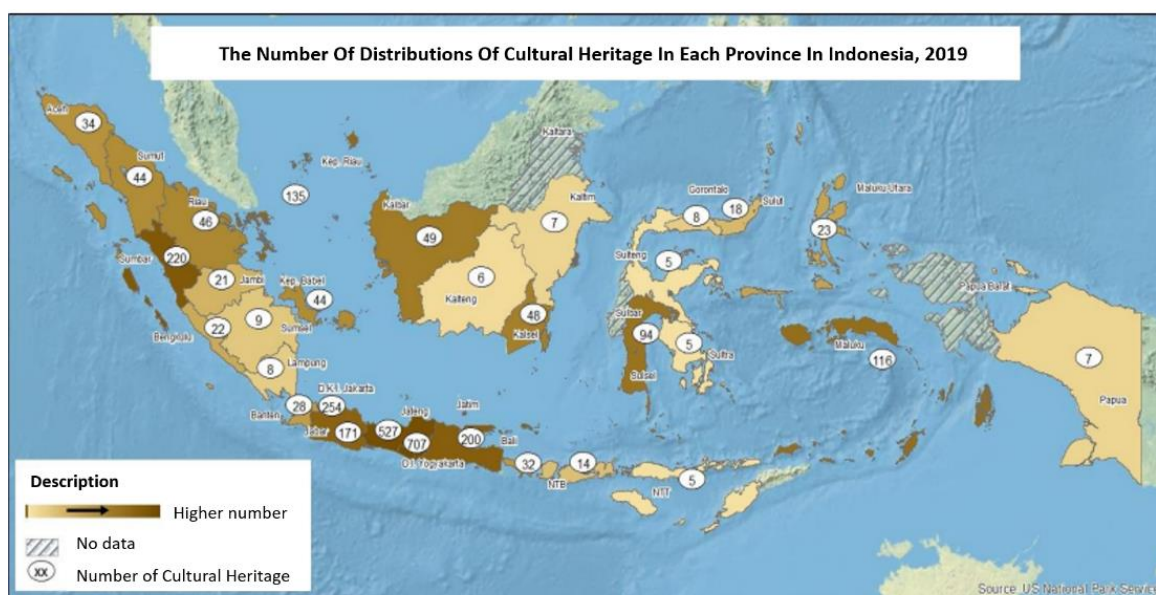 The Number Of Distributions Of Cultural Heritage In Each Province In Indonesia, 2019
Aceh
34
Sumut
44
Riau
46
Kep. Riau
135
Sumbar
220
Jambi
21
Kep. Babel
44
Bengkulu
22
9
Sumsel
Lampung
8
Banten
28
D.K.I. Jakarta
254
Jabar
171
Jateng
527
D.I. Yogyakarta
707
Jatim
200
Bali
32
NTB
14
NTT
5
Kalbar
49
Kalteng
6
Kalsel
48
Kaltim
7
Kaltara
Gorontalo
8
18
Sulut
Sulteng
5
Sulbar
94
Sulsel
5
Sultra
Maluku Utara
23
Maluku
116
Papua Barat
7
Papua
Description
Higher number
No data
xx
Number of Cultural Heritage
Source: US National Park Service